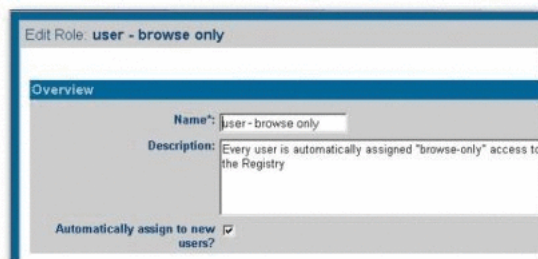 Edit Role: user - browse only
Overview
Name*: user - browse only
Description: Every user is automatically assigned "browse-only" access to
the Registry
Automatically assign to new
users?